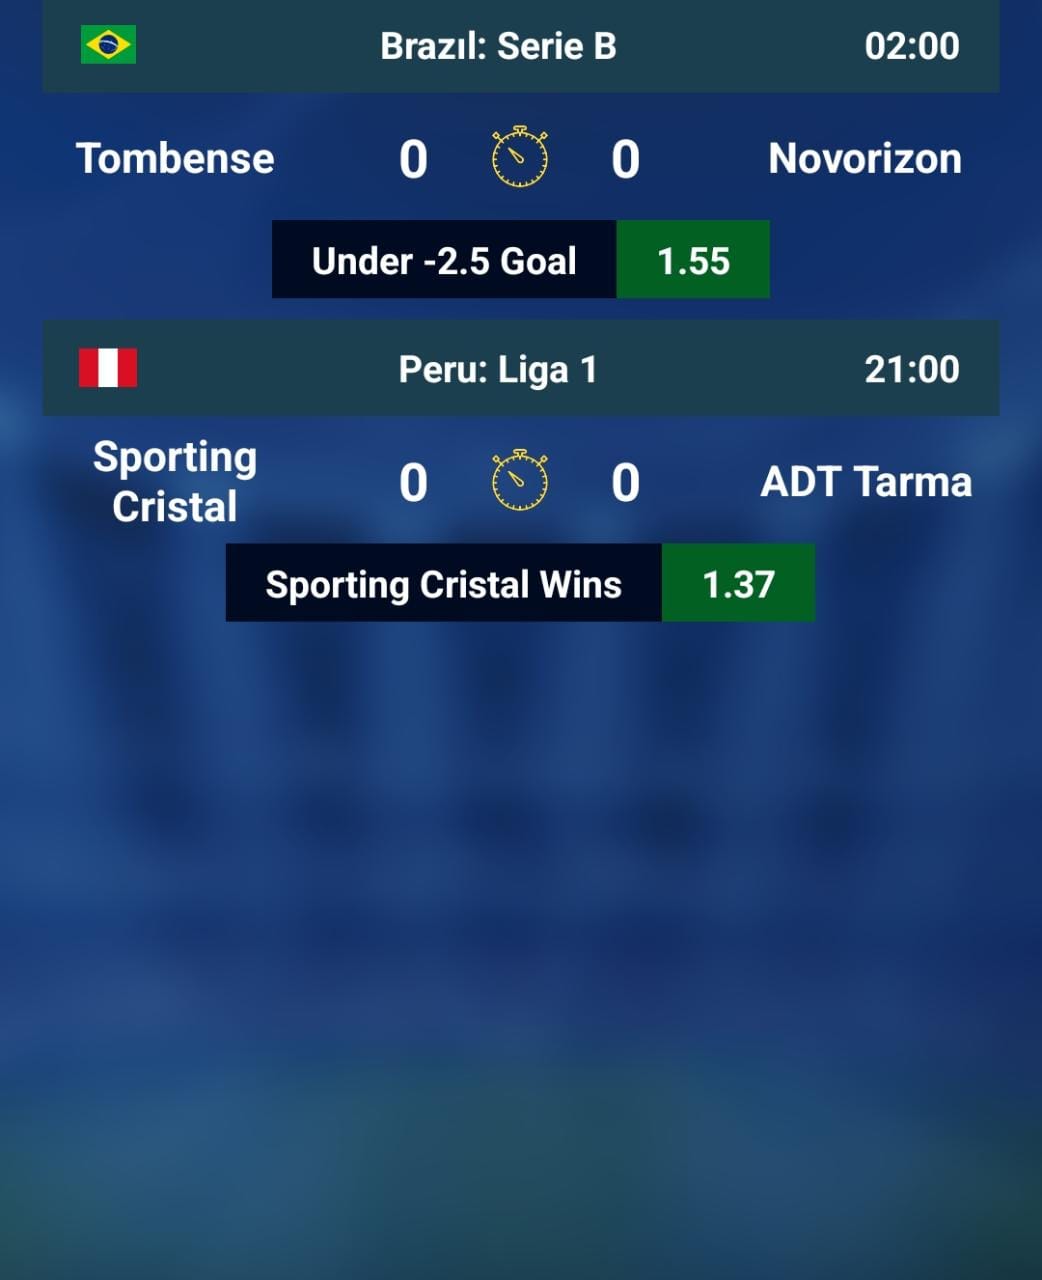 Brazıl: Serie B 02:00
Tombense 0 0 Novorizon
Under -2.5 Goal 1.55
Peru: Liga 1 21:00
Sporting
Cristal 0 0 ADT Tarma
Sporting Cristal Wins 1.37